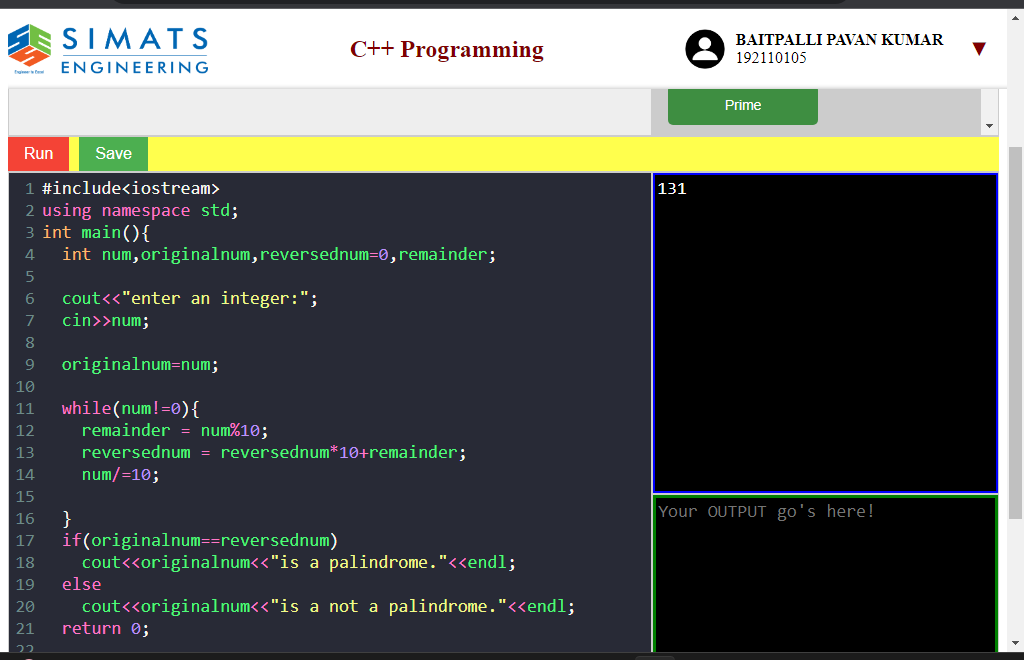 SIMATS
ENGINEERING
Engineer to Excel
C++ Programming
BAITPALLI PAVAN KUMAR
192110105
Prime
Run
Save
1 #include<iostream>
2 using namespace std;
3 int main(){
4   int num,originalnum,reversednum=0,remainder;
5
6   cout<<"enter an integer:";
7   cin>>num;
8
9   originalnum=num;
10
11   while(num!=0){
12     remainder = num%10;
13     reversednum = reversednum*10+remainder;
14     num/=10;
15
16   }
17   if(originalnum==reversednum)
18     cout<<originalnum<<"is a palindrome."<<endl;
19   else
20     cout<<originalnum<<"is a not a palindrome."<<endl;
21   return 0;
22
131
Your OUTPUT go's here!